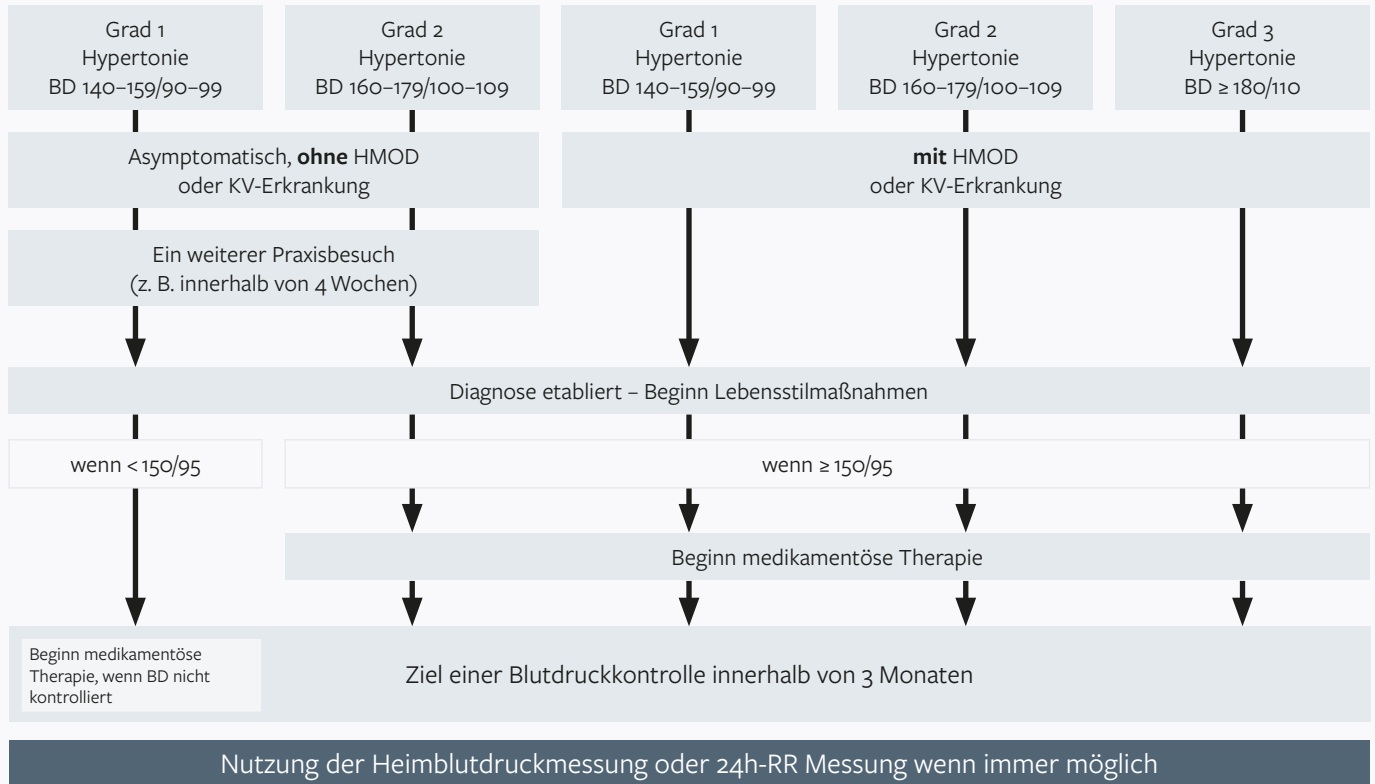 Grad 1
Hypertonie
BD 140–159/90–99
Grad 2
Hypertonie
BD 160–179/100–109
Grad 1
Hypertonie
BD 140–159/90–99
Grad 2
Hypertonie
BD 160–179/100–109
Grad 3
Hypertonie
BD ≥ 180/110
Asymptomatisch, ohne HMOD
oder KV-Erkrankung
mit HMOD
oder KV-Erkrankung
Ein weiterer Praxisbesuch
(z. B. innerhalb von 4 Wochen)
Diagnose etabliert – Beginn Lebensstilmaßnahmen
wenn < 150/95
wenn ≥ 150/95
Beginn medikamentöse Therapie
Beginn medikamentöse
Therapie, wenn BD nicht
kontrolliert
Ziel einer Blutdruckkontrolle innerhalb von 3 Monaten
Nutzung der Heimblutdruckmessung oder 24h-RR Messung wenn immer möglich